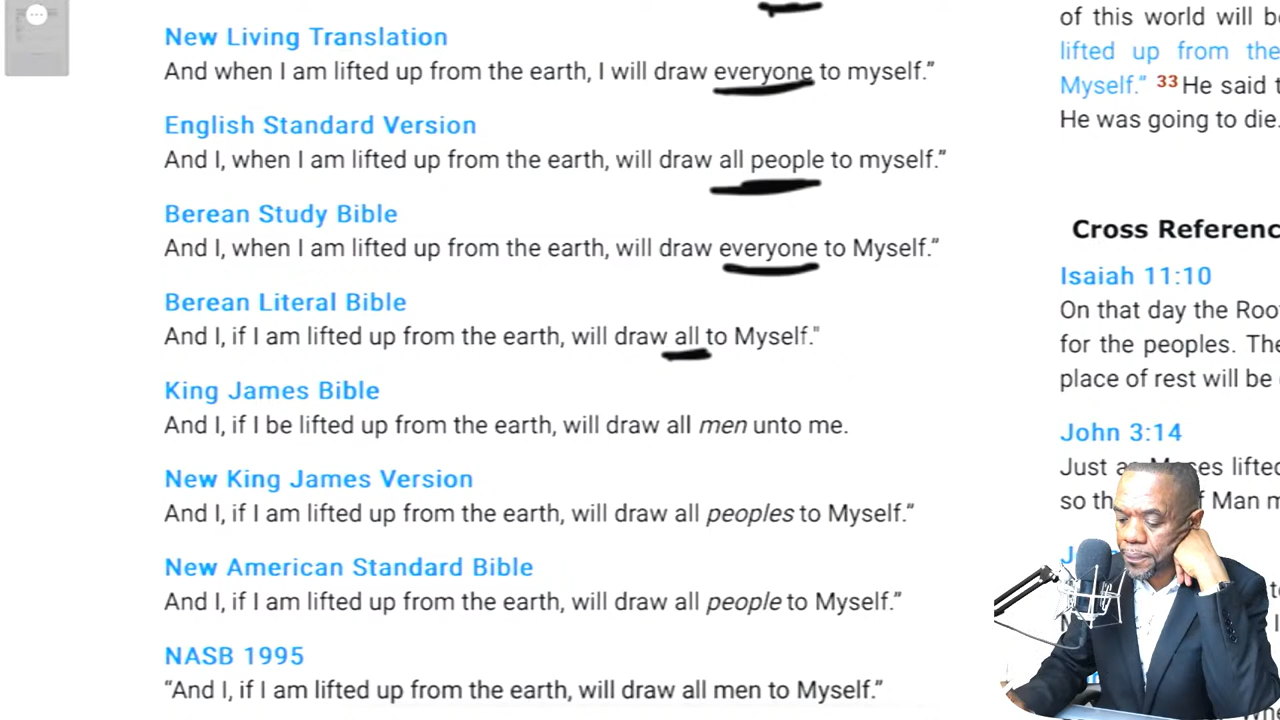 New Living Translation
And when I am lifted up from the earth, I will draw everyone to myself.”
English Standard Version
And I, when I am lifted up from the earth, will draw all people to myself.”
Berean Study Bible
And I, when I am lifted up from the earth, will draw everyone to Myself.”
Berean Literal Bible
And I, if I am lifted up from the earth, will draw all to Myself."
King James Bible
And I, if I be lifted up from the earth, will draw all men unto me.
New King James Version
And I, if I am lifted up from the earth, will draw all peoples to Myself.”
New American Standard Bible
And I, if I am lifted up from the earth, will draw all people to Myself.”
NASB 1995
“And I, if I am lifted up from the earth, will draw all men to Myself.”
of this world will
lifted up from the
Myself.” 33 He said
He was going to die.
Cross
Isaiah 11:10
On that day the
for the peoples.
place of rest will be
John 3:14
Just
Man